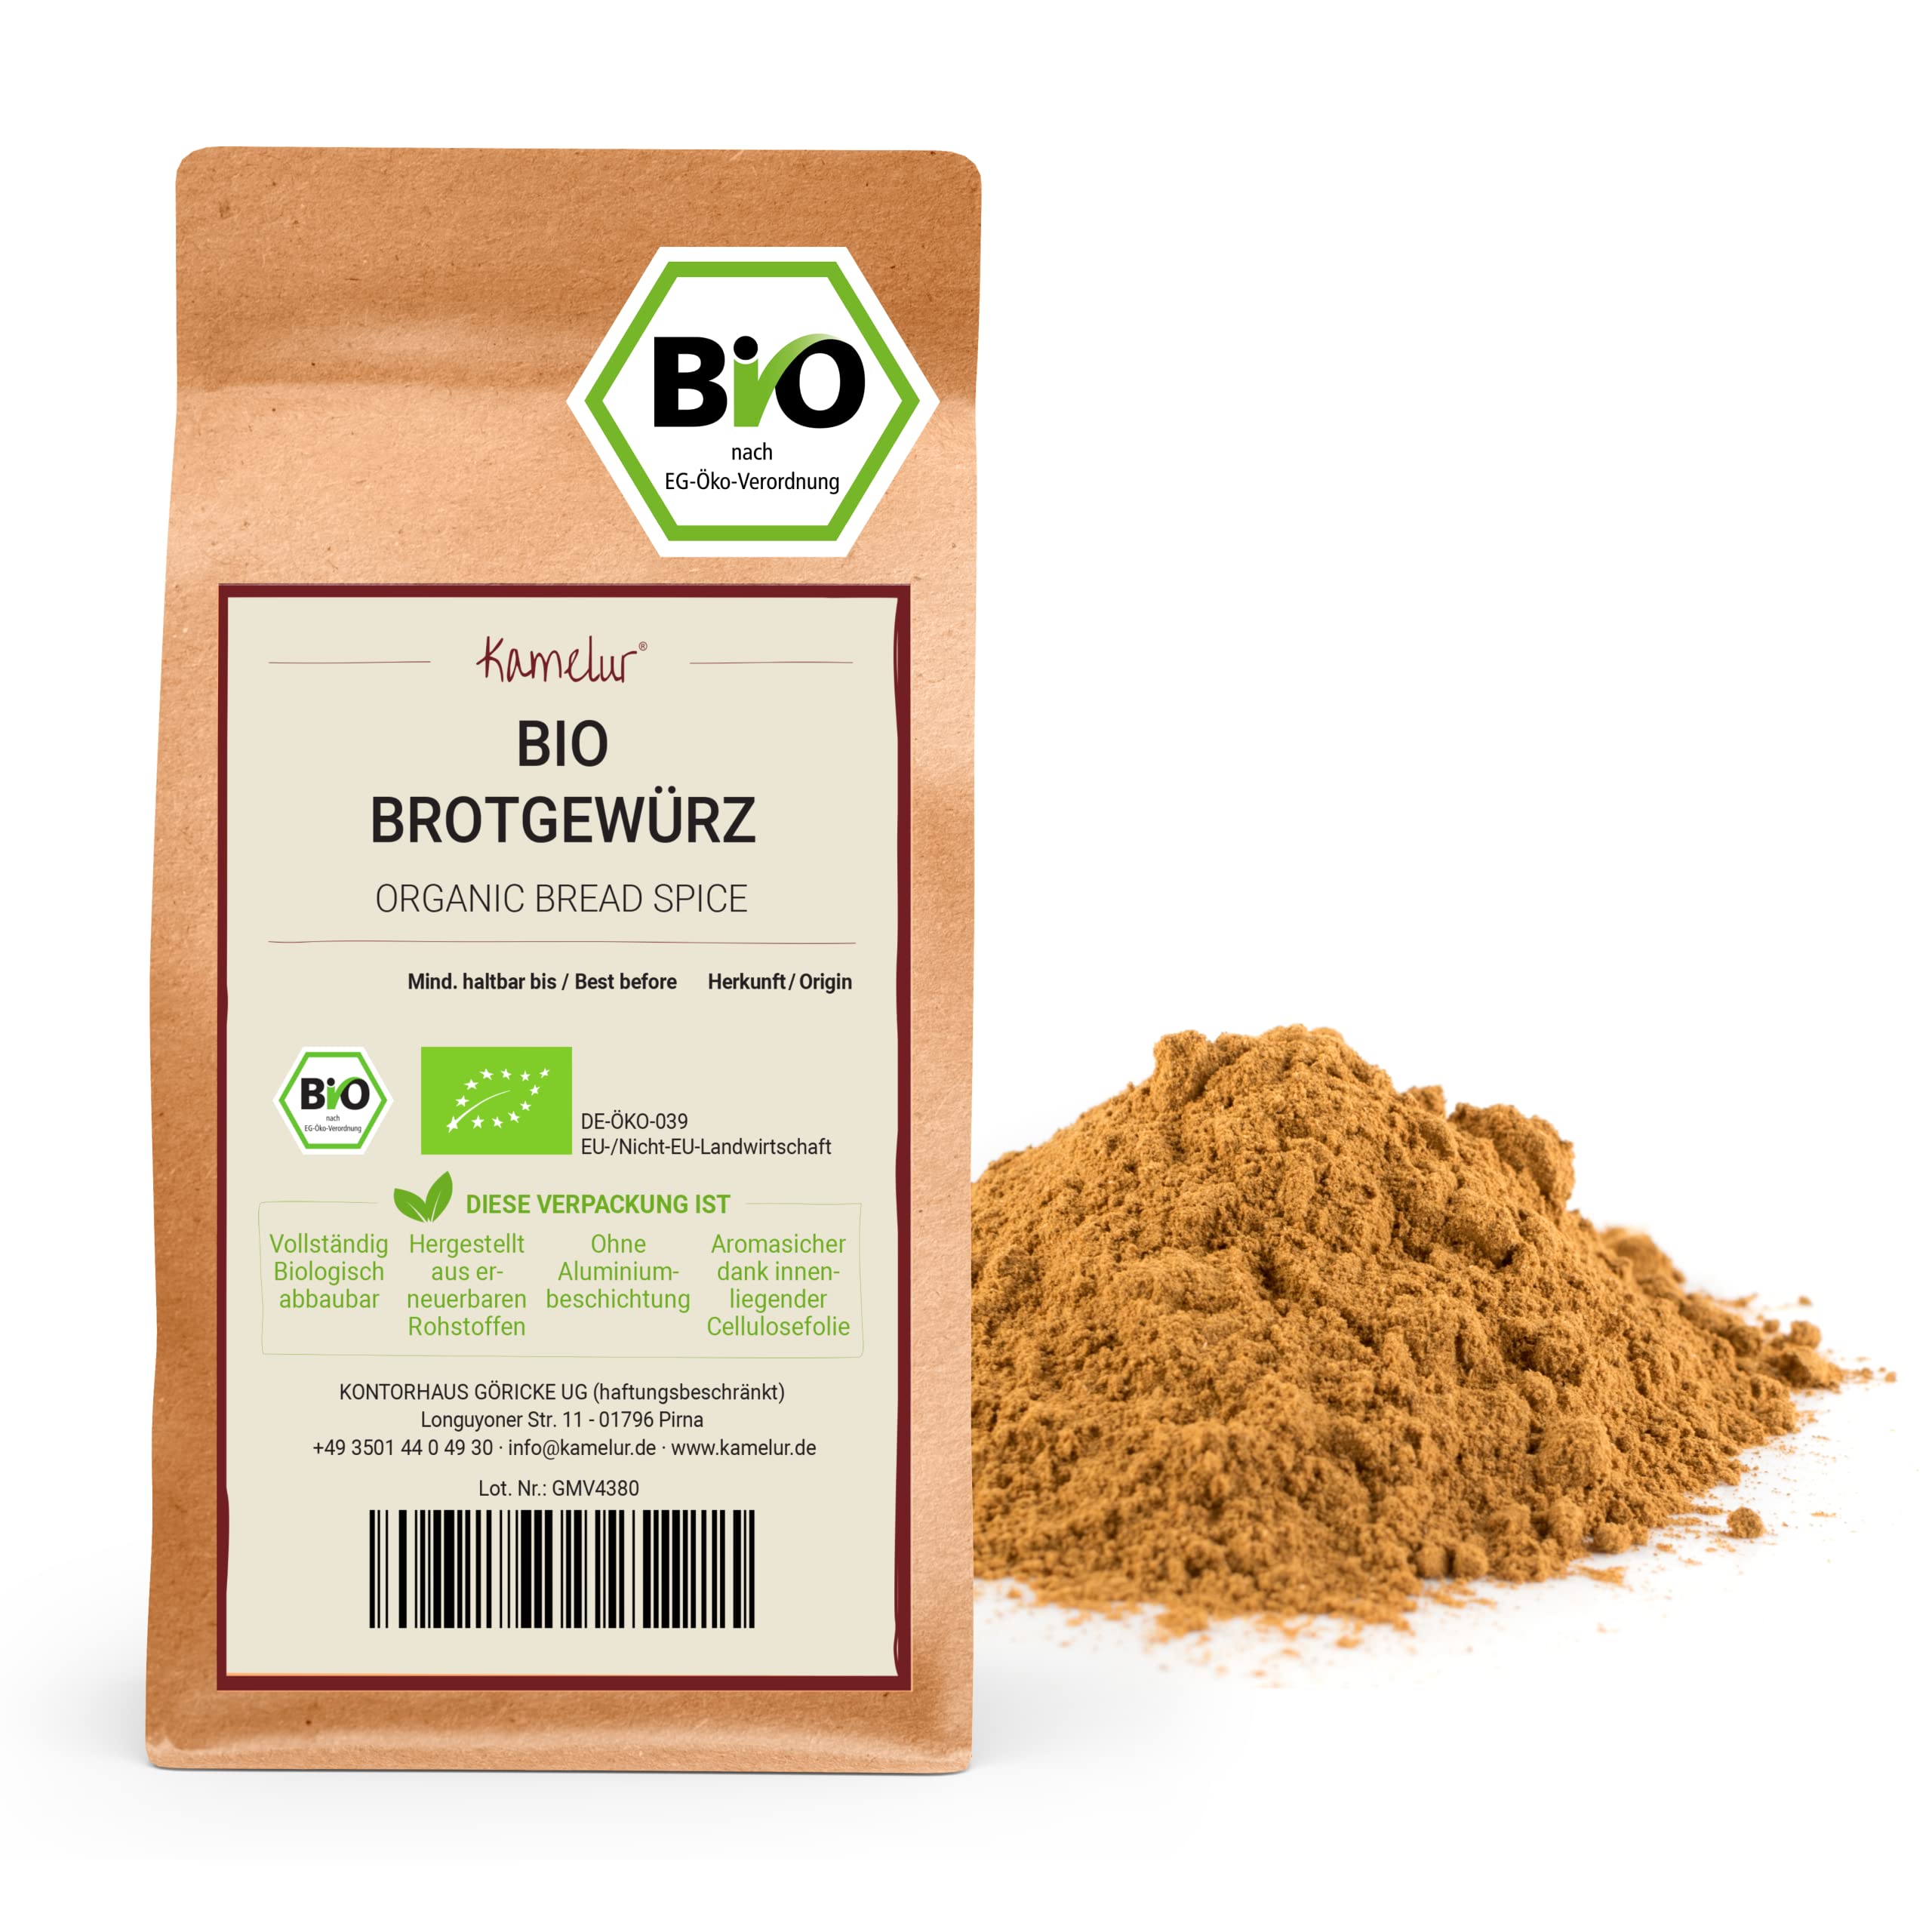 BiO
nach
EG-Öko-Verordnung
Kamelur®
BIO
BROTGEWÜRZ
ORGANIC BREAD SPICE
Mind. haltbar bis / Best before Herkunft / Origin
BiO
nach
EG-Öko-Verordnung
DE-ÖKO-039
EU-/Nicht-EU-Landwirtschaft
DIESE VERPACKUNG IST
Vollständig
Biologisch
abbaubar
Hergestellt
aus er-
neuerbaren
Rohstoffen
Ohne
Aluminium-
beschichtung
Aromasicher
dank innen-
liegender
Cellulosefolie
KONTORHAUS GÖRICKE UG (haftungsbeschränkt)
Longuyoner Str. 11 - 01796 Pirna
+49 3501 44 0 49 30 · info@kamelur.de · www.kamelur.de
Lot. Nr.: GMV4380